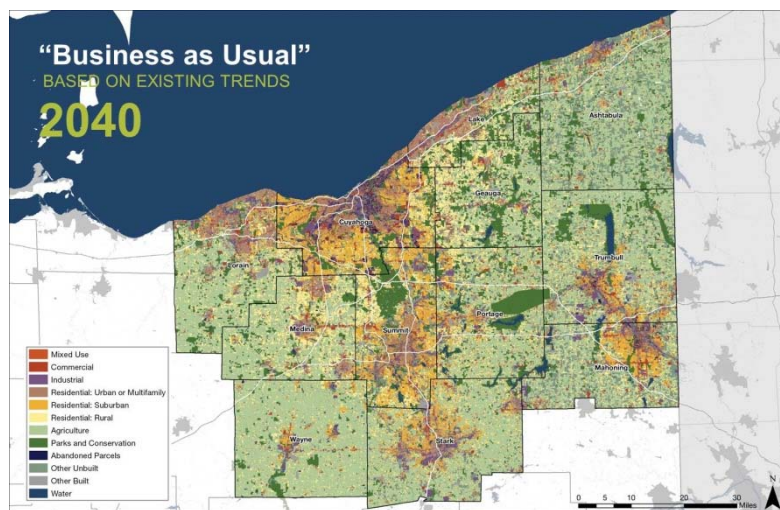 “Business as Usual”
BASED ON EXISTING TRENDS
2040
Lake
Ashtabula
Geauga
Cuyahoga
Lorain
Trumbull
Portage
Medina
Summit
Mahoning
Wayne
Stark
Mixed Use
Commercial
Industrial
Residential: Urban or Multifamily
Residential: Suburban
Residential: Rural
Agriculture
Parks and Conservation
Abandoned Parcels
Other Unbuilt
Other Built
Water
N
0 5 10 20 30
Miles